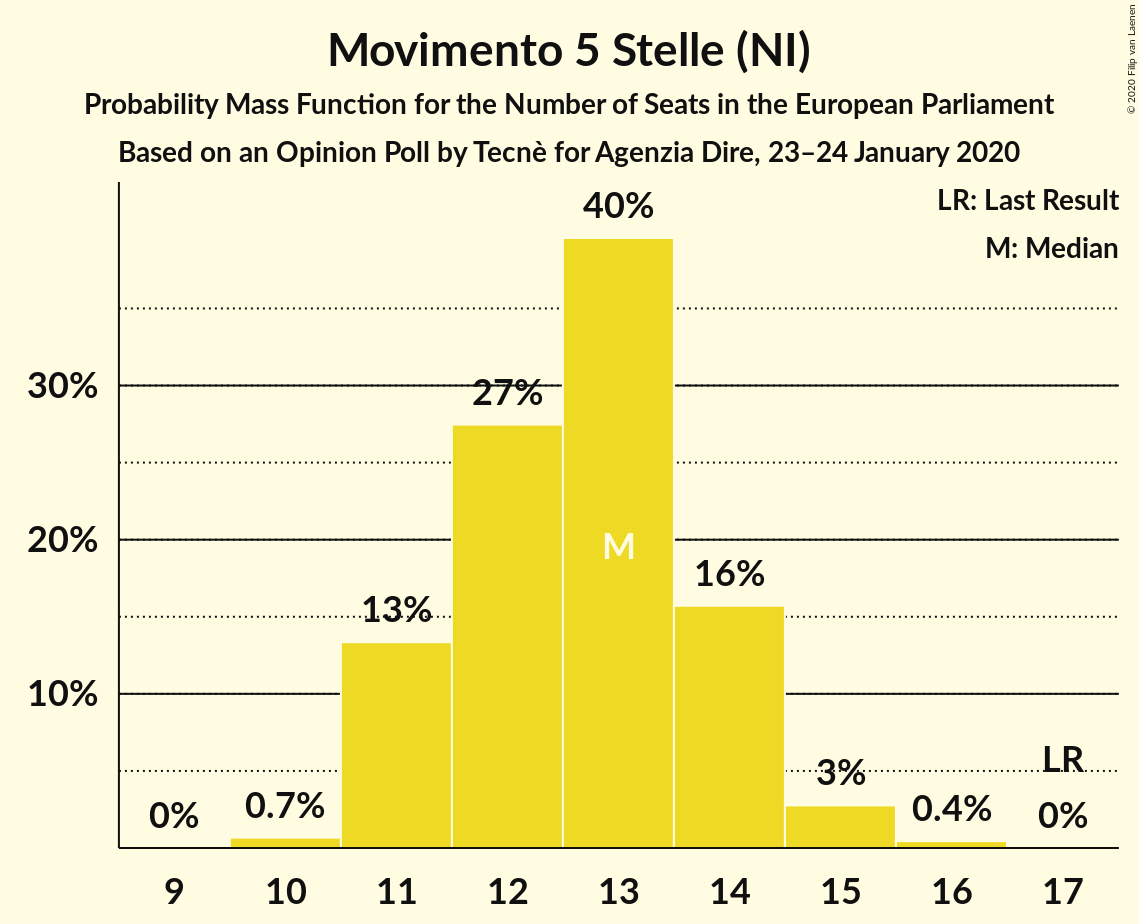 Movimento 5 Stelle (NI)
Probability Mass Function for the Number of Seats in the European Parliament
Based on an Opinion Poll by Tecnè for Agenzia Dire, 23–24 January 2020
© 2020 Filip van Laenen
LR: Last Result
M: Median
40%
30%
27%
20%
M
16%
13%
10%
LR
3%
0%
0.7%
0.4%
0%
9 10 11 12 13 14 15 16 17